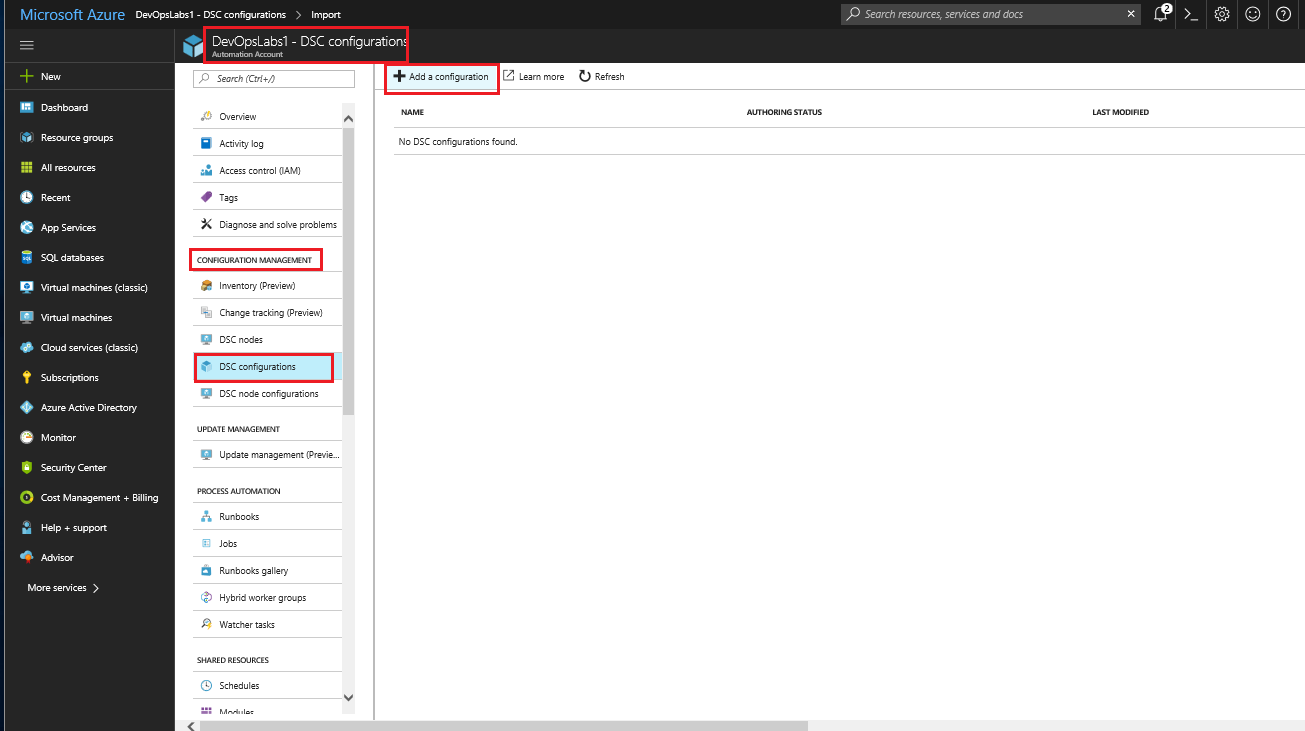 Microsoft Azure DevOpsLabs1 - DSC configurations > Import
Search resources, services and docs
2
DevOpsLabs1 - DSC configurations
Automation Account
New
Dashboard
Resource groups
All resources
Recent
App Services
SQL databases
Virtual machines (classic)
Virtual machines
Cloud services (classic)
Subscriptions
Azure Active Directory
Monitor
Security Center
Cost Management + Billing
Help + support
Advisor
More services >
Search (Ctrl+/)
Overview
Activity log
Access control (IAM)
Tags
Diagnose and solve problems
CONFIGURATION MANAGEMENT
Inventory (Preview)
Change tracking (Preview)
DSC nodes
DSC configurations
DSC node configurations
UPDATE MANAGEMENT
Update management (Previe...
PROCESS AUTOMATION
Runbooks
Jobs
Runbooks gallery
Hybrid worker groups
Watcher tasks
SHARED RESOURCES
Schedules
Modules
Add a configuration Learn more Refresh
NAME AUTHORING STATUS LAST MODIFIED
No DSC configurations found.